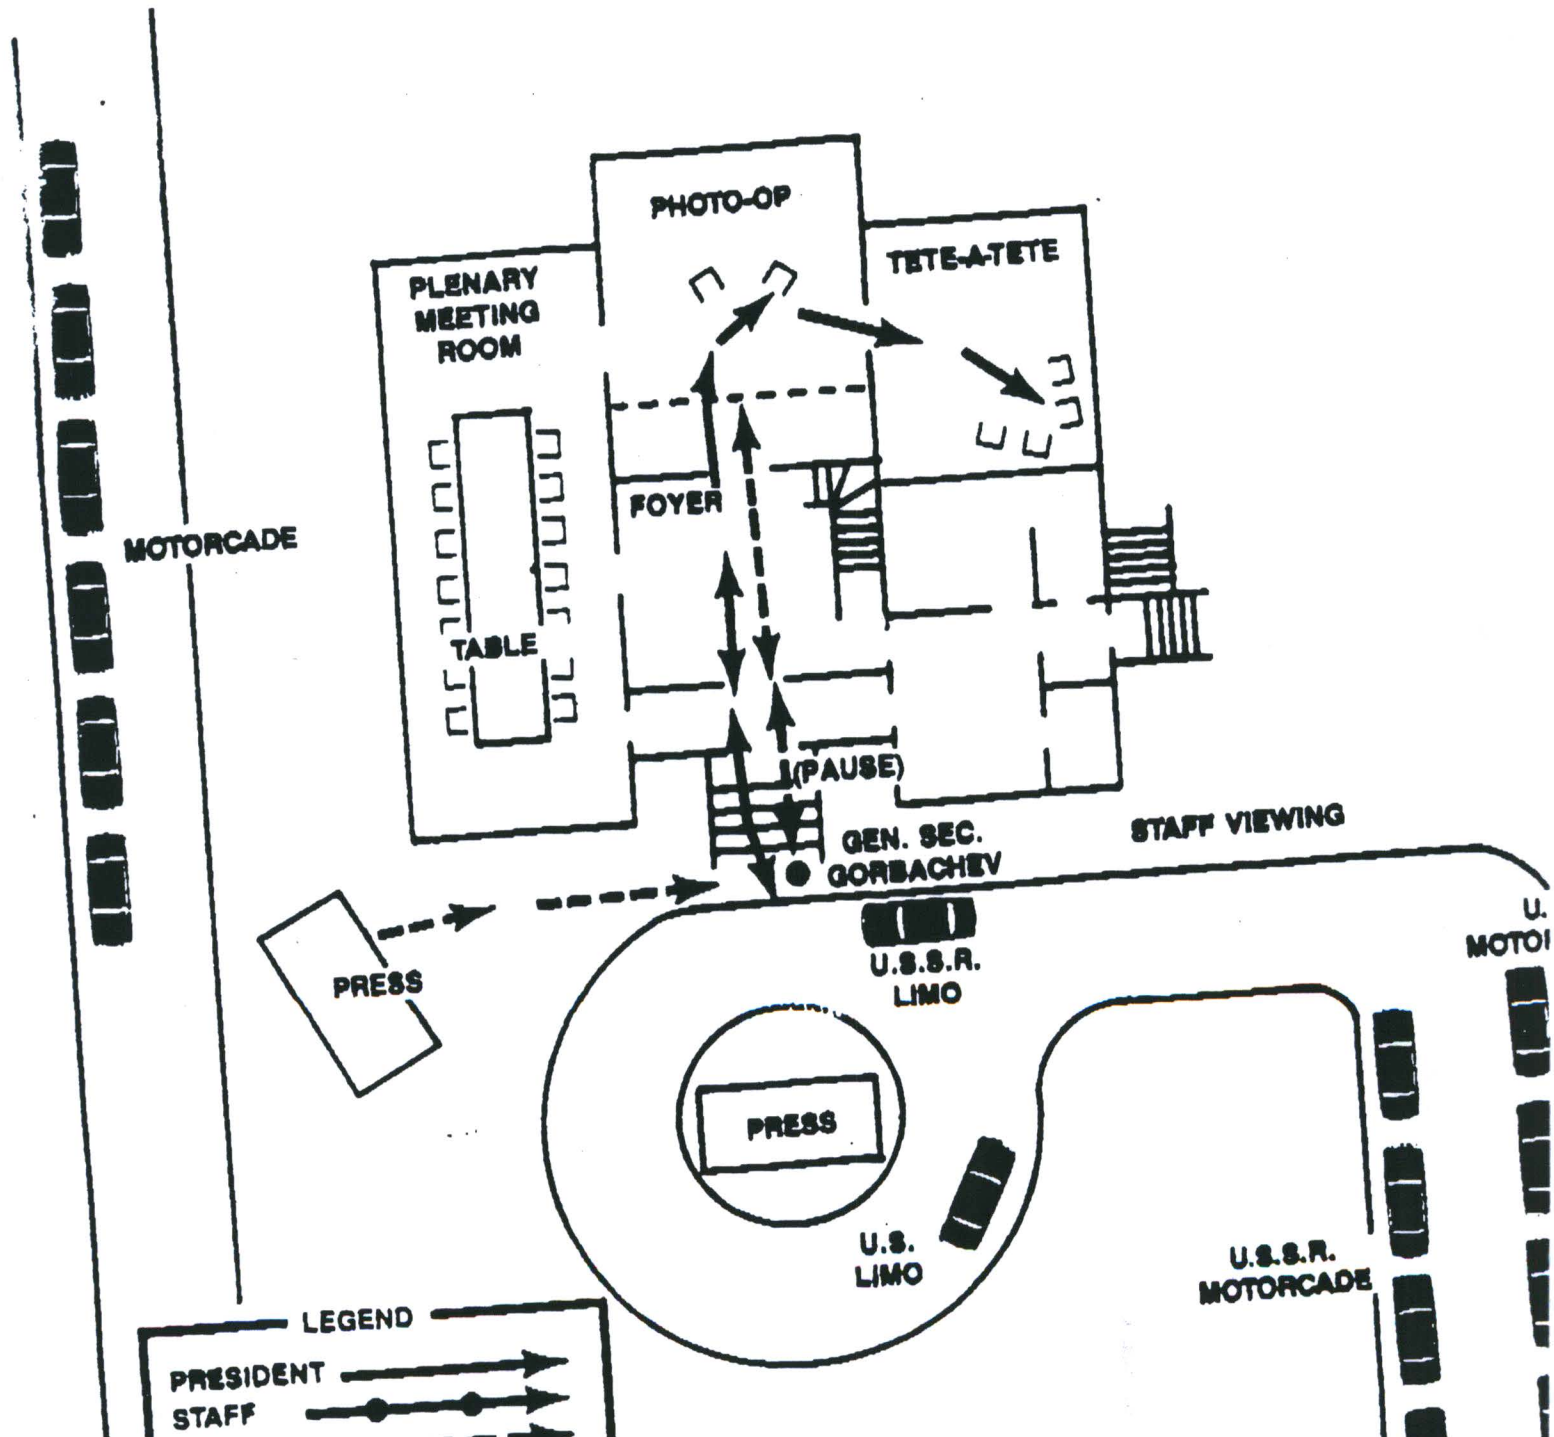 PHOTO-OP
TETE-A-TETE
PLENARY
MEETING
ROOM
FOYER
MOTORCADE
TABLE
(PAUSE)
GEN. SEC.
GORBACHEV
STAFF VIEWING
U.
U.S.S.R.
LIMO
PRESS
PRESS
U.S.
LIMO
U.S.S.R.
MOTORCADE
LEGEND
PRESIDENT
STAFF